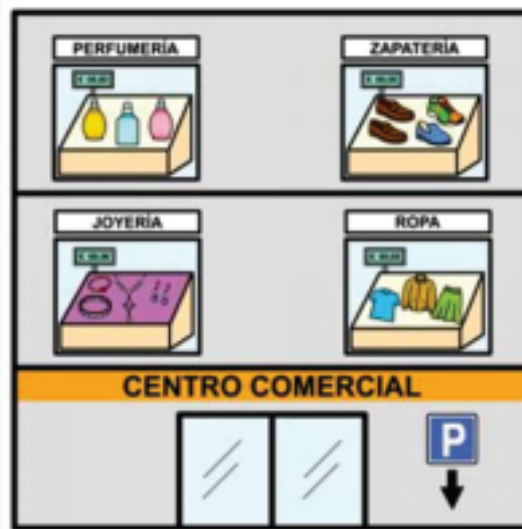 PERFUMERÍA
ZAPATERÍA
JOYERÍA
ROPA
CENTRO COMERCIAL
P